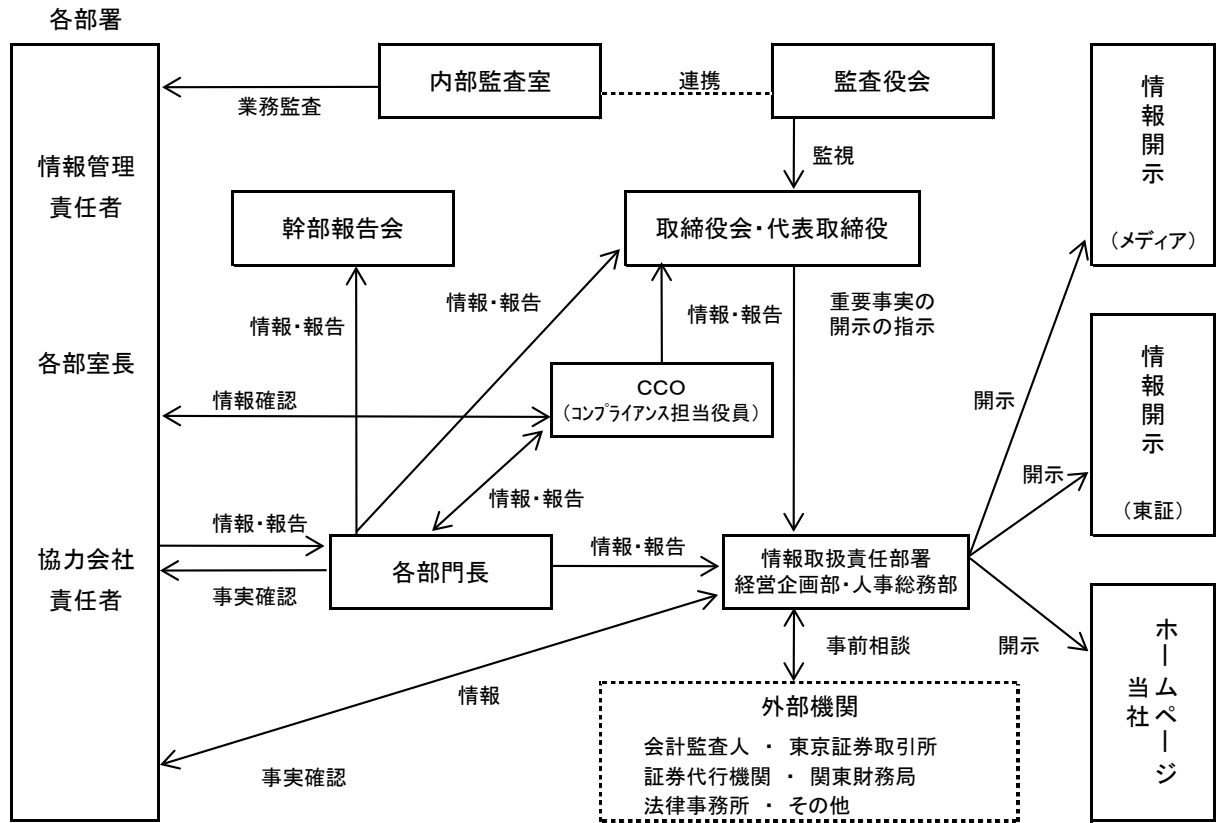 各部署
情報管理
責任者
各部室長
協力会社
責任者
内部監査室
連携
監査役会
業務監査
監視
幹部報告会
取締役会・代表取締役
情報・報告
情報・報告
情報・報告
重要事実の
開示の指示
CCO
（コンプライアンス担当役員）
情報確認
情報・報告
情報・報告
事実確認
各部門長
情報・報告
情報取扱責任部署
経営企画部・人事総務部
情報
事実確認
事前相談
外部機関
会計監査人 ・ 東京証券取引所
証券代行機関 ・ 関東財務局
法律事務所 ・ その他
開示
開示
開示
情報開示
（メディア）
情報開示
（東証）
当社
ホームページ